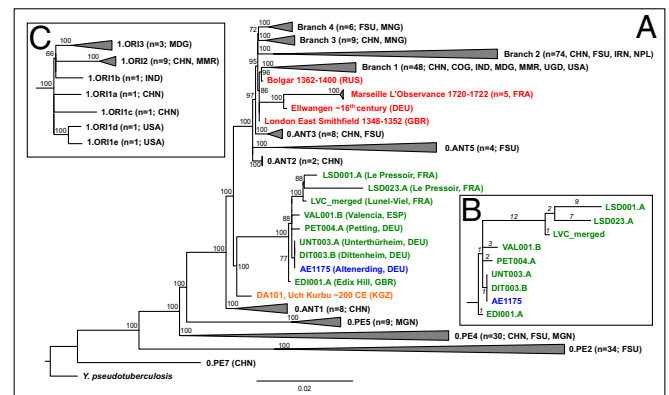 A
C
1.ORI3 (n=3; MDG)
1.ORI2 (n=9; CHN, MMR)
1.ORI1b (n=1; IND)
1.ORI1a (n=1; CHN)
1.ORI1c (n=1; CHN)
1.ORI1d (n=1; USA)
1.ORI1e (n=1; USA)
100
66
100
100
100
100
Branch 4 (n=6; FSU, MNG)
Branch 3 (n=9; CHN, MNG)
Branch 2 (n=74, CHN, FSU, IRN, NPL)
Branch 1 (n=48; CHN, COG, IND, MDG, MMR, UGD, USA)
Bolgar 1362-1400 (RUS)
Marseille L'Observance 1720-1722 (n=5, FRA)
Ellwangen ~16th century (DEU)
London East Smithfield 1348-1352 (GBR)
0.ANT3 (n=8; CHN, FSU)
0.ANT5 (n=4; FSU)
0.ANT2 (n=2; CHN)
LSD001.A (Le Pressoir, FRA)
LSD023.A (Le Pressoir, FRA)
LVC_merged (Lunel-Viel, FRA)
VAL001.B (Valencia, ESP)
PET004.A (Petting, DEU)
UNT003.A (Unterthürheim, DEU)
DIT003.B (Dittenheim, DEU)
AE1175 (Altenerding, DEU)
EDI001.A (Edix Hill, GBR)
DA101, Uch Kurbu ~200 CE (KGZ)
0.ANT1 (n=8; CHN)
0.PE5 (n=9; MGN)
0.PE4 (n=30; CHN, FSU, MGN)
0.PE2 (n=34; FSU)
0.PE7 (CHN)
Y. pseudotuberculosis
72
100
100
95
100
100
96
97
86
100
100
100
100
100
100
88
100
100
88
77
100
100
100
100
100
100
100
0.02
B
9
LSD001.A
2
12
7
LSD023.A
1
LVC_merged
3
VAL001.B
2
1
PET004.A
UNT003.A
DIT003.B
1
AE1175
EDI001.A